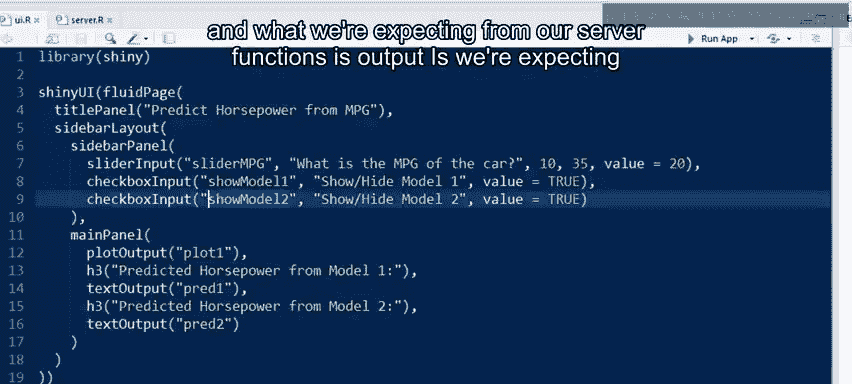 ui.R × server.R ×
and what we're expecting from our server
functions is output Is we're expecting
Run App
1 library(shiny)
2
3 shinyUI(fluidPage(
4 titlePanel("Predict Horsepower from MPG"),
5 sidebarLayout(
6 sidebarPanel(
7 sliderInput("sliderMPG", "What is the MPG of the car?", 10, 35, value = 20),
8 checkboxInput("showModel1", "Show/Hide Model 1", value = TRUE),
9 checkboxInput("showModel2", "Show/Hide Model 2", value = TRUE)
10 ),
11 mainPanel(
12 plotOutput("plot1"),
13 h3("Predicted Horsepower from Model 1:"),
14 textOutput("pred1"),
15 h3("Predicted Horsepower from Model 2:"),
16 textOutput("pred2")
17 )
18 )
19 ))